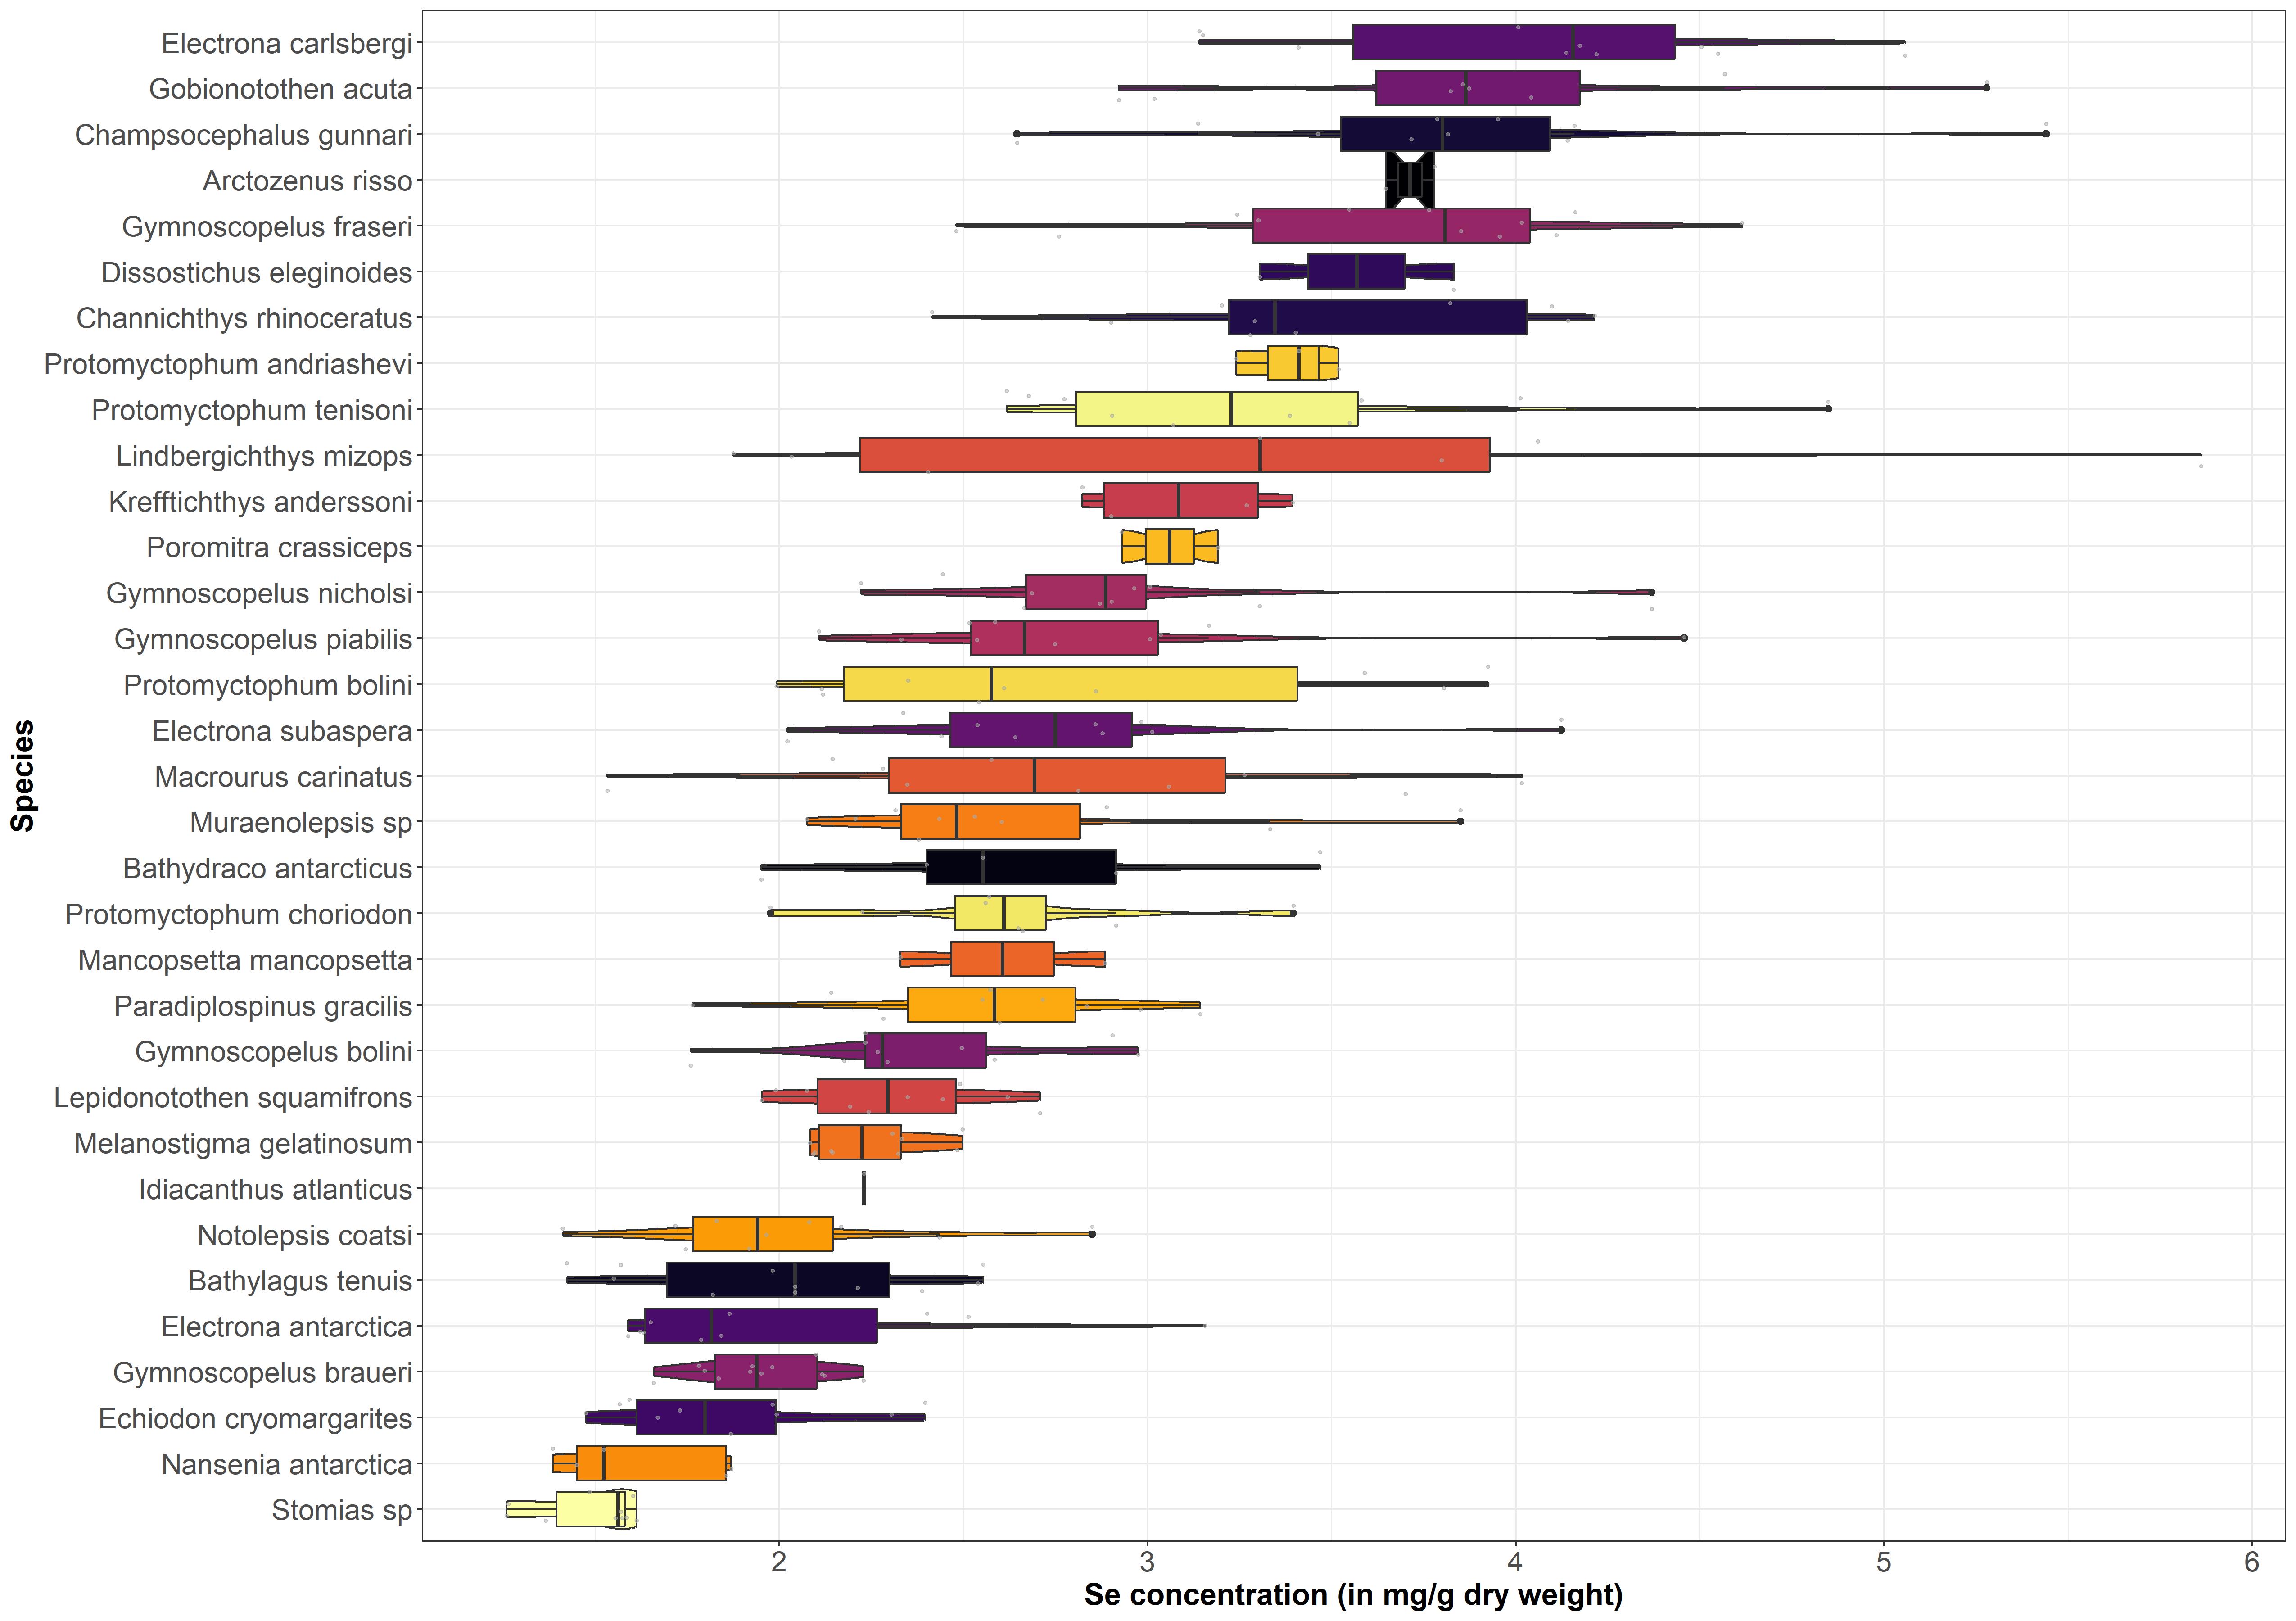 Species
Electrona carlsbergi
Gobionotothen acuta
Champsocephalus gunnari
Arctozenus risso
Gymnoscopelus fraseri
Dissostichus eleginoides
Channichthys rhinoceratus
Protomyctophum andriashevi
Protomyctophum tenisoni
Lindbergichthys mizops
Krefftichthys anderssoni
Poromitra crassiceps
Gymnoscopelus nicholsi
Gymnoscopelus piabilis
Protomyctophum bolini
Electrona subaspera
Macrourus carinatus
Muraenolepsis sp
Bathydraco antarcticus
Protomyctophum choriodon
Mancopsetta mancopsetta
Paradiplospinus gracilis
Gymnoscopelus bolini
Lepidonotothen squamifrons
Melanostigma gelatinosum
Idiacanthus atlanticus
Notolepsis coatsi
Bathylagus tenuis
Electrona antarctica
Gymnoscopelus braueri
Echiodon cryomargarites
Nansenia antarctica
Stomias sp
2 3 4 5 6
Se concentration (in mg/g dry weight)